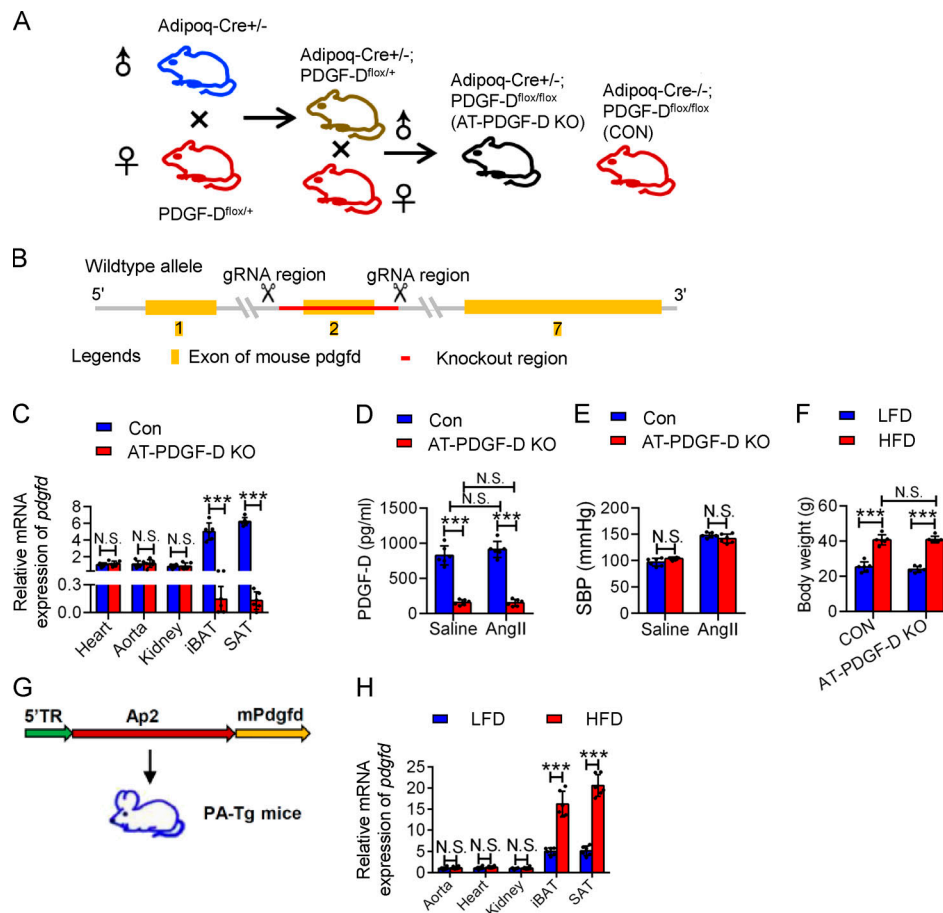 A
Adipoq-Cre+/-
♂
×
♀
PDGF-Dflox/+
Adipoq-Cre+/-;
PDGF-Dflox/+
♂
×
♀
Adipoq-Cre+/-;
PDGF-Dflox/flox
(AT-PDGF-D KO)
Adipoq-Cre-/-;
PDGF-Dflox/flox
(CON)
B
Wildtype allele
gRNA region
gRNA region
5'
3'
1
2
7
Legends
Exon of mouse pdgfd
Knockout region
C
Con
AT-PDGF-D KO
Relative mRNA
expression of pdgfd
8
6
4
2
0.3
0.0
N.S.
N.S.
N.S.
***
***
Heart
Aorta
Kidney
iBAT
SAT
D
Con
AT-PDGF-D KO
PDGF-D (pg/ml)
2000
1500
1000
500
0
N.S.
N.S.
***
***
Saline
AngII
E
Con
AT-PDGF-D KO
SBP (mmHg)
200
150
100
50
0
N.S.
N.S.
Saline
AngII
F
LFD
HFD
Body weight (g)
60
40
20
0
N.S.
***
***
CON
AT-PDGF-D KO
G
5'TR
Ap2
mPdgfd
PA-Tg mice
H
LFD
HFD
Relative mRNA
expression of pdgfd
25
20
15
10
5
0
N.S.
N.S.
N.S.
***
***
Aorta
Heart
Kidney
iBAT
SAT